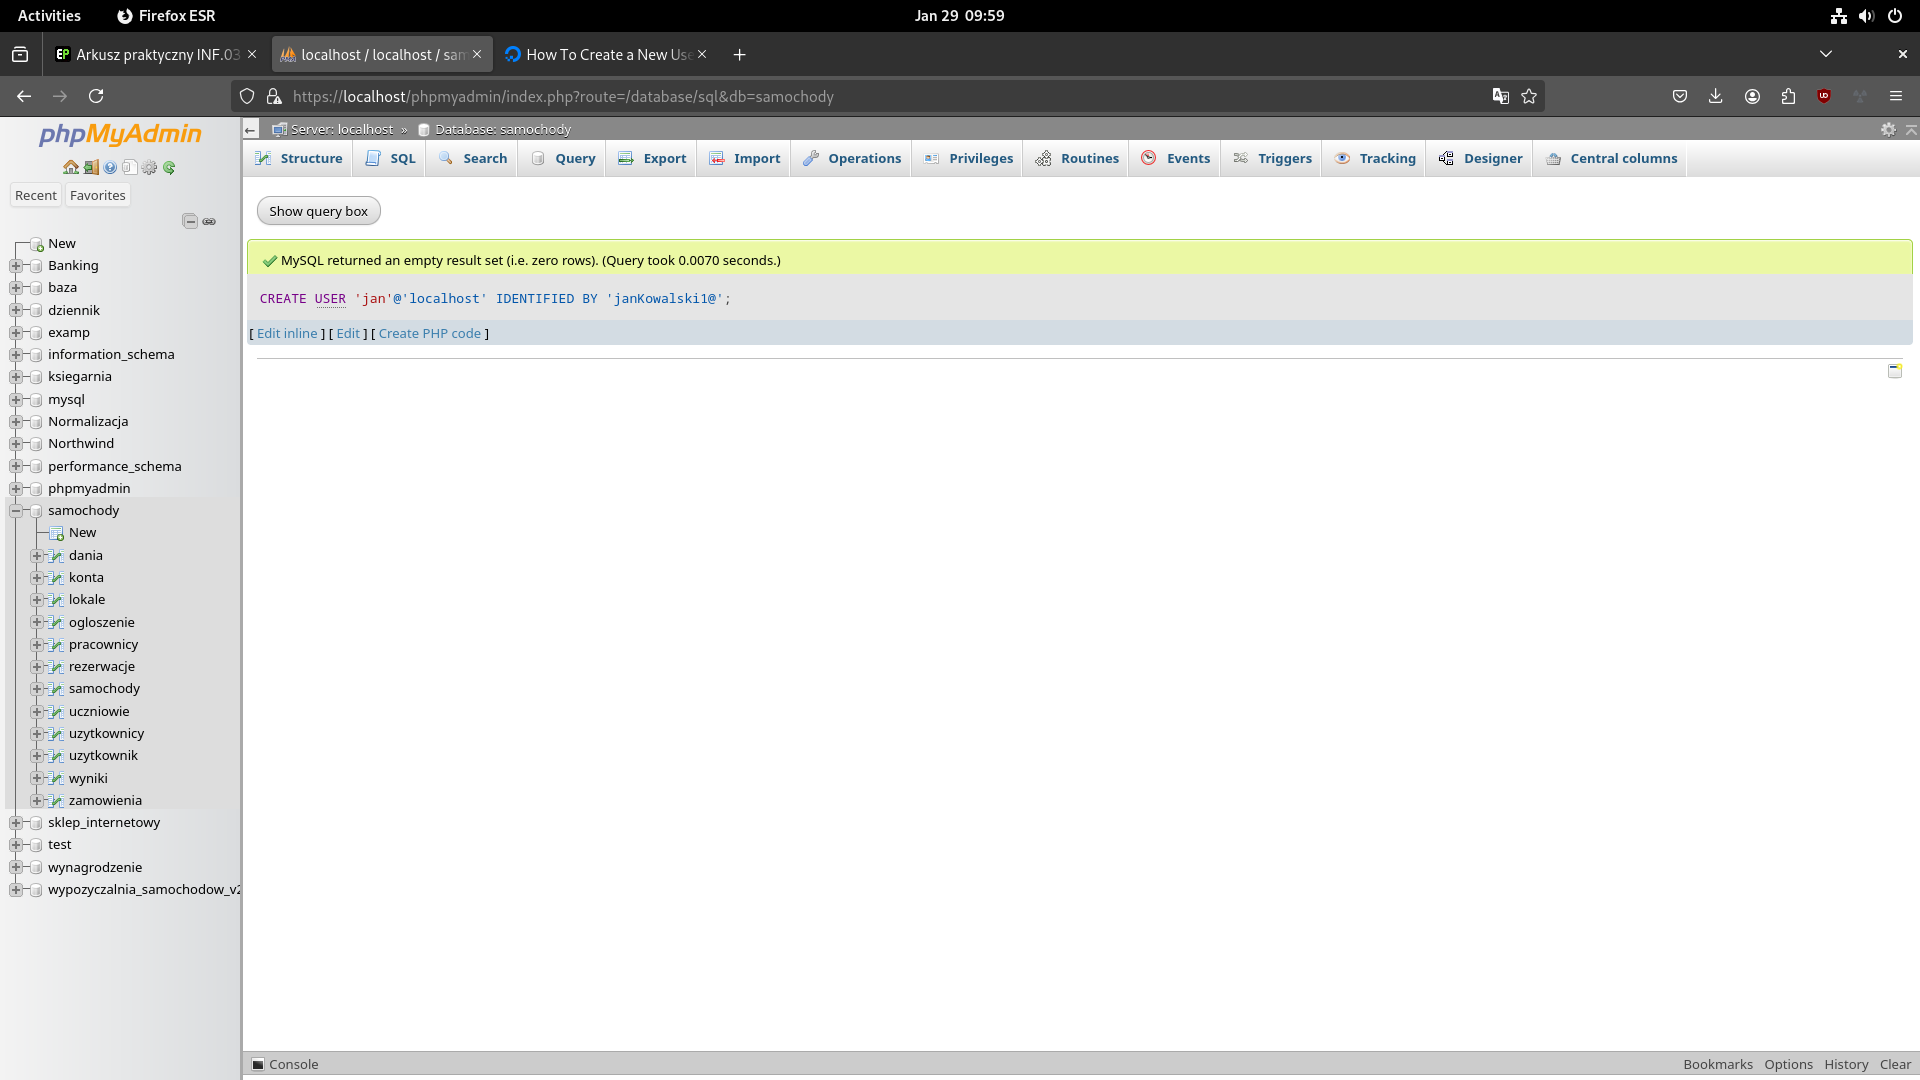 Activities
Firefox ESR
Jan 29 09:59
Arkusz praktyczny INF.03
localhost / localhost / sam
How To Create a New Use
https://localhost/phpmyadmin/index.php?route=/database/sql&db=samochody
phpMyAdmin
Server: localhost » Database: samochody
Structure
SQL
Search
Query
Export
Import
Operations
Privileges
Routines
Events
Triggers
Tracking
Designer
Central columns
Recent
Favorites
Show query box
MySQL returned an empty result set (i.e. zero rows). (Query took 0.0070 seconds.)
CREATE USER 'jan'@'localhost' IDENTIFIED BY 'janKowalski1@';
[ Edit inline ] [ Edit ] [ Create PHP code ]
New
Banking
baza
dziennik
examp
information_schema
ksiegarnia
mysql
Normalizacja
Northwind
performance_schema
phpmyadmin
samochody
New
dania
konta
lokale
ogloszenie
pracownicy
rezerwacje
samochody
uczniowie
uzytkownicy
uzytkownik
wyniki
zamowienia
sklep_internetowy
test
wynagrodzenie
wypozyczalnia_samochodow_v2
Console
Bookmarks
Options
History
Clear